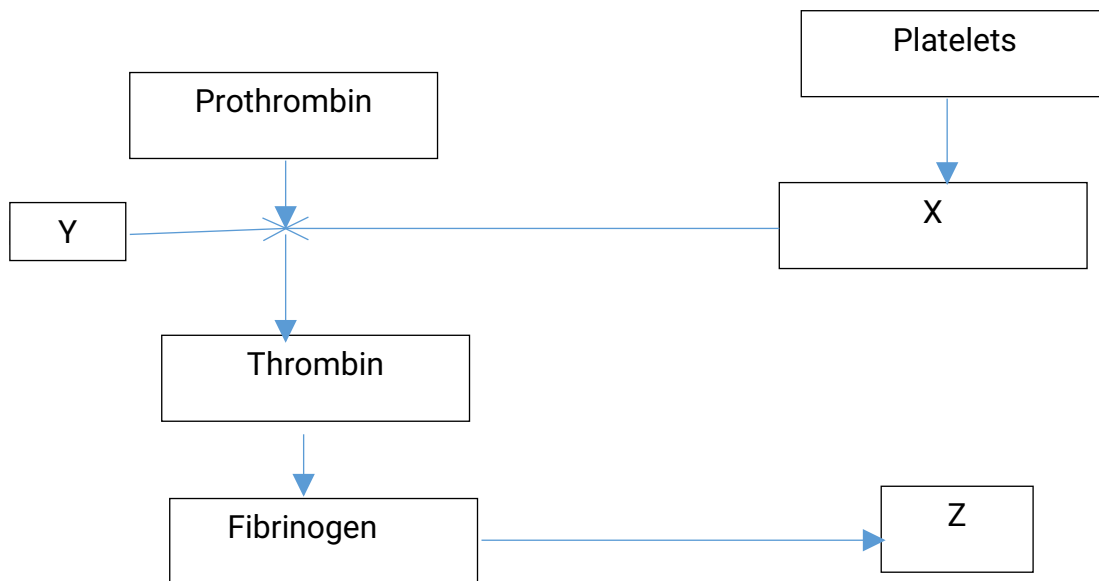 Platelets
Prothrombin
X
Y
Thrombin
Fibrinogen
Z